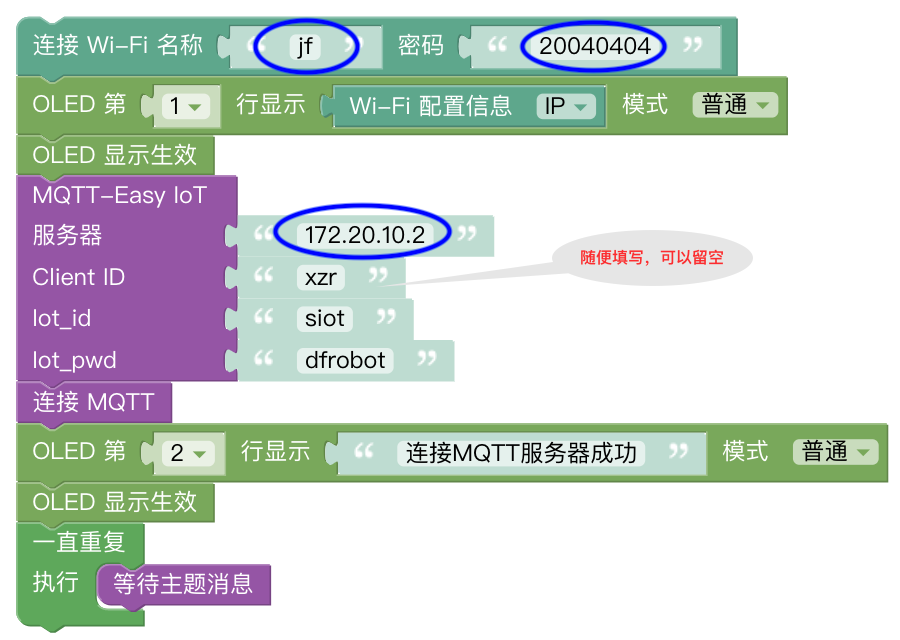 连接 Wi-Fi 名称 “ jf ” 密码 “ 20040404 ”
OLED 第 1 行显示 Wi-Fi 配置信息 IP 模式 普通
OLED 显示生效
MQTT-Easy IoT
服务器 “ 172.20.10.2 ”
随便填写，可以留空
Client ID “ xzr ”
Iot_id “ siot ”
Iot_pwd “ dfrobot ”
连接 MQTT
OLED 第 2 行显示 “ 连接MQTT服务器成功 ” 模式 普通
OLED 显示生效
一直重复
执行 等待主题消息